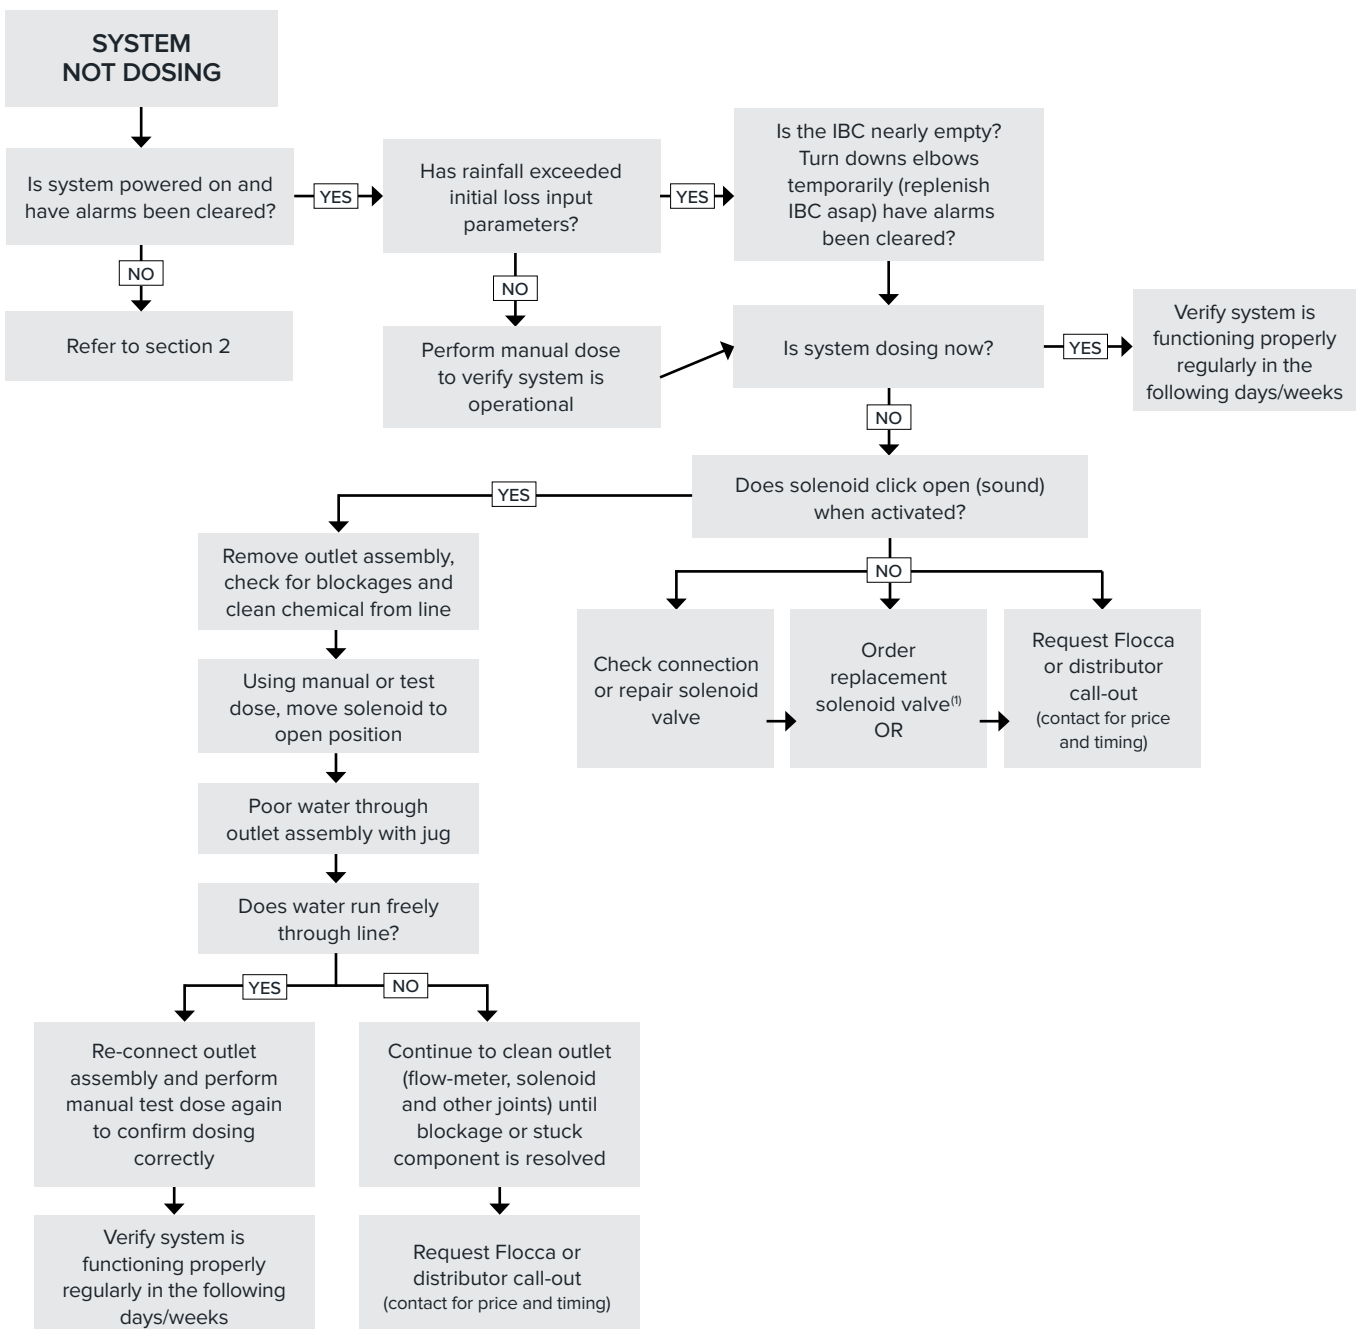 SYSTEM
NOT DOSING
Is system powered on and
have alarms been cleared?
YES
Has rainfall exceeded
initial loss input
parameters?
YES
Is the IBC nearly empty?
Turn downs elbows
temporarily (replenish
IBC asap) have alarms
been cleared?
NO
NO
Refer to section 2
Perform manual dose
to verify system is
operational
Is system dosing now?
YES
Verify system is
functioning properly
regularly in the
following days/weeks
NO
Does solenoid click open (sound)
when activated?
YES
NO
Remove outlet assembly,
check for blockages and
clean chemical from line
Using manual or test
dose, move solenoid to
open position
Poor water through
outlet assembly with jug
Does water run freely
through line?
Check connection
or repair solenoid
valve
Order
replacement
solenoid valve(1)
OR
Request Flocca
or distributor
call-out
(contact for price
and timing)
YES
NO
Re-connect outlet
assembly and perform
manual test dose again
to confirm dosing
correctly
Verify system is
functioning properly
regularly in the following
days/weeks
Continue to clean outlet
(flow-meter, solenoid
and other joints) until
blockage or stuck
component is resolved
Request Flocca or
distributor call-out
(contact for price and timing)